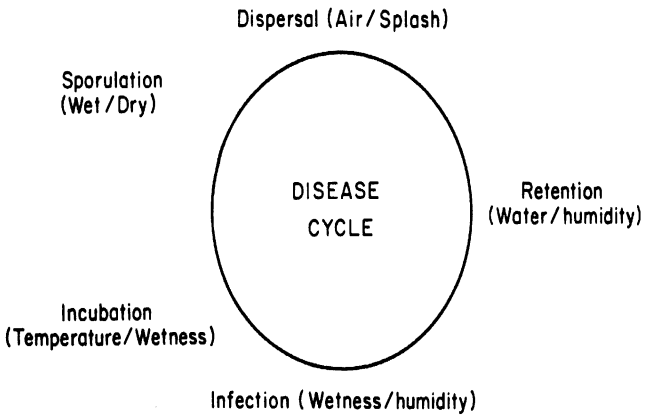 Dispersal (Air/Splash)
Sporulation
(Wet/Dry)
DISEASE
CYCLE
Retention
(Water/humidity)
Incubation
(Temperature/Wetness)
Infection (Wetness/humidity)